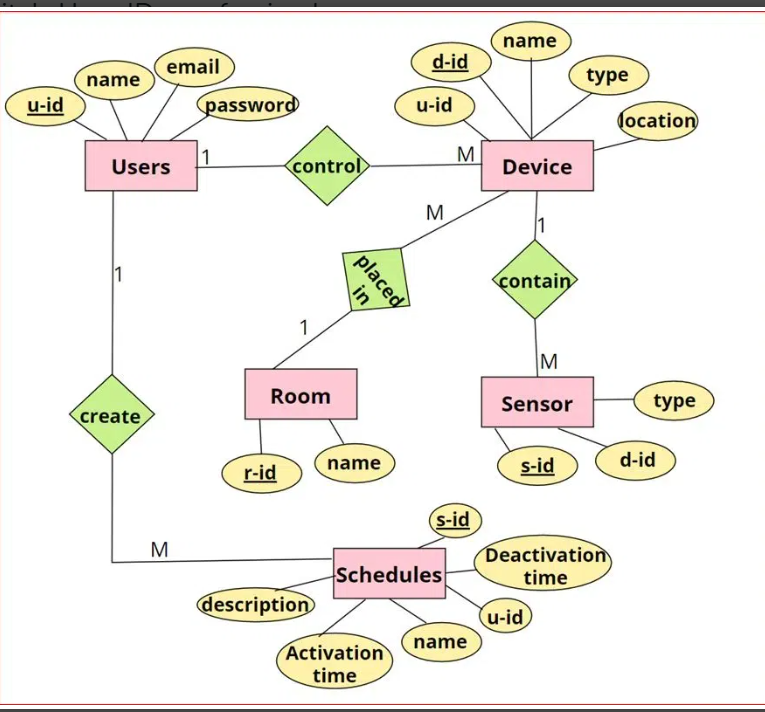 name
email
name
d-id
type
u-id
password
u-id
location
Users
1
control
M
Device
M
1
placed
in
contain
1
1
M
Room
Sensor
type
create
r-id
name
s-id
d-id
s-id
M
Deactivation
time
Schedules
description
u-id
name
Activation
time